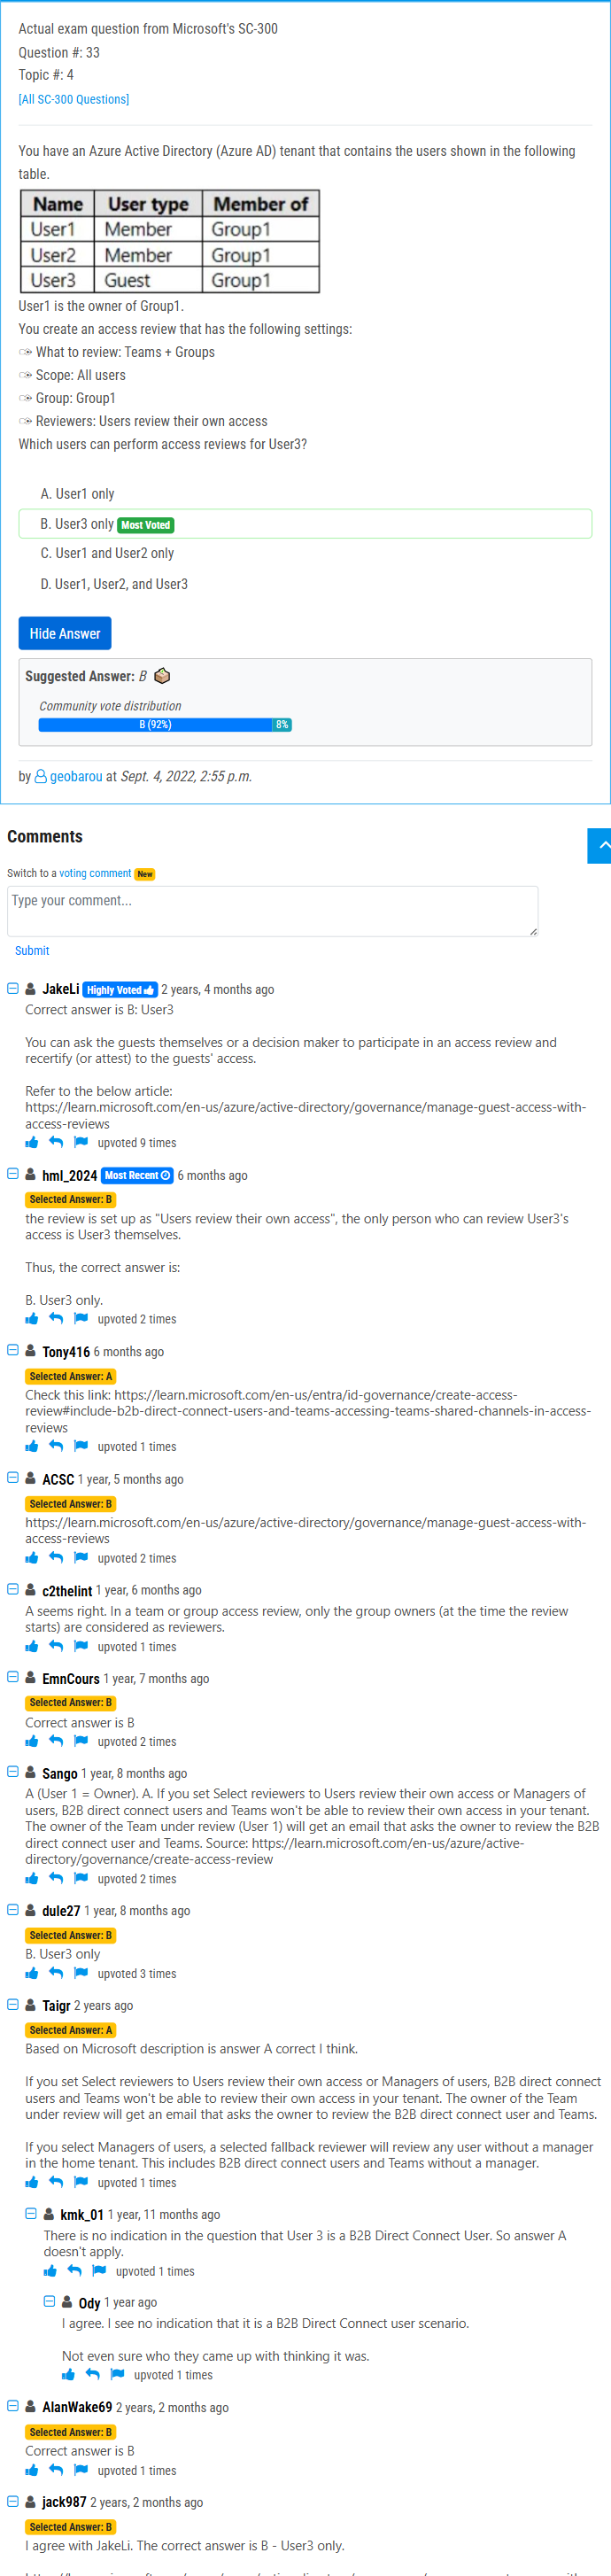 Actual exam question from Microsoft's SC-300
Question #: 33
Topic #: 4
[All SC-300 Questions]
You have an Azure Active Directory (Azure AD) tenant that contains the users shown in the following
table.
Name User type Member of
User1 Member Group1
User2 Member Group1
User3 Guest Group1
User1 is the owner of Group1.
You create an access review that has the following settings:
What to review: Teams + Groups
Scope: All users
Group: Group1
Reviewers: Users review their own access
Which users can perform access reviews for User3?
A. User1 only
B. User3 only Most Voted
C. User1 and User2 only
D. User1, User2, and User3
Hide Answer
Suggested Answer: B
Community vote distribution
B (92%) 8%
by geobarou at Sept. 4, 2022, 2:55 p.m.
Comments
Switch to a voting comment New
Type your comment...
Submit
JakeLi Highly Voted 2 years, 4 months ago
Correct answer is B: User3
You can ask the guests themselves or a decision maker to participate in an access review and
recertify (or attest) to the guests' access.
Refer to the below article:
https://learn.microsoft.com/en-us/azure/active-directory/governance/manage-guest-access-with-
access-reviews
upvoted 9 times
hml_2024 Most Recent 6 months ago
Selected Answer: B
the review is set up as "Users review their own access", the only person who can review User3's
access is User3 themselves.
Thus, the correct answer is:
B. User3 only.
upvoted 2 times
Tony416 6 months ago
Selected Answer: A
Check this link: https://learn.microsoft.com/en-us/entra/id-governance/create-access-
review#include-b2b-direct-connect-users-and-teams-accessing-teams-shared-channels-in-access-
reviews
upvoted 1 times
ACSC 1 year, 5 months ago
Selected Answer: B
https://learn.microsoft.com/en-us/azure/active-directory/governance/manage-guest-access-with-
access-reviews
upvoted 2 times
c2thelint 1 year, 6 months ago
A seems right. In a team or group access review, only the group owners (at the time the review
starts) are considered as reviewers.
upvoted 1 times
EmnCours 1 year, 7 months ago
Selected Answer: B
Correct answer is B
upvoted 2 times
Sango 1 year, 8 months ago
A (User 1 = Owner). A. If you set Select reviewers to Users review their own access or Managers of
users, B2B direct connect users and Teams won't be able to review their own access in your tenant.
The owner of the Team under review (User 1) will get an email that asks the owner to review the B2B
direct connect user and Teams. Source: https://learn.microsoft.com/en-us/azure/active-
directory/governance/create-access-review
upvoted 2 times
dule27 1 year, 8 months ago
Selected Answer: B
B. User3 only
upvoted 3 times
Taigr 2 years ago
Selected Answer: A
Based on Microsoft description is answer A correct I think.
If you set Select reviewers to Users review their own access or Managers of users, B2B direct connect
users and Teams won't be able to review their own access in your tenant. The owner of the Team
under review will get an email that asks the owner to review the B2B direct connect user and Teams.
If you select Managers of users, a selected fallback reviewer will review any user without a manager
in the home tenant. This includes B2B direct connect users and Teams without a manager.
upvoted 1 times
kmk_01 1 year, 11 months ago
There is no indication in the question that User 3 is a B2B Direct Connect User. So answer A
doesn't apply.
upvoted 1 times
Ody 1 year ago
I agree. I see no indication that it is a B2B Direct Connect user scenario.
Not even sure who they came up with thinking it was.
upvoted 1 times
AlanWake69 2 years, 2 months ago
Selected Answer: B
Correct answer is B
upvoted 1 times
jack987 2 years, 2 months ago
Selected Answer: B
I agree with JakeLi. The correct answer is B - User3 only.